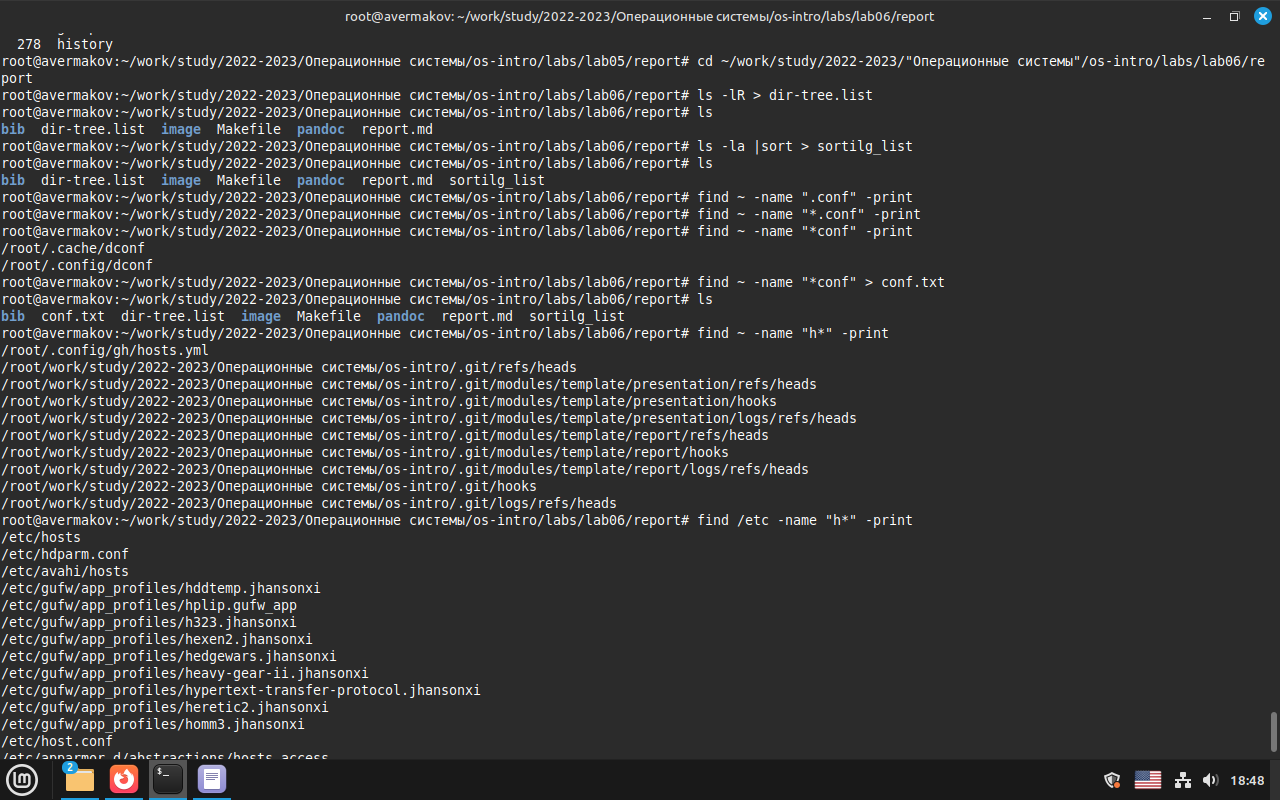 root@avermakov: ~/work/study/2022-2023/Операционные системы/os-intro/labs/lab06/report
278 history
root@avermakov:~/work/study/2022-2023/Операционные системы/os-intro/labs/lab05/report# cd ~/work/study/2022-2023/"Операционные системы"/os-intro/labs/lab06/re
port
root@avermakov:~/work/study/2022-2023/Операционные системы/os-intro/labs/lab06/report# ls -lR > dir-tree.list
root@avermakov:~/work/study/2022-2023/Операционные системы/os-intro/labs/lab06/report# ls
bib dir-tree.list image Makefile pandoc report.md
root@avermakov:~/work/study/2022-2023/Операционные системы/os-intro/labs/lab06/report# ls -la |sort > sortilg_list
root@avermakov:~/work/study/2022-2023/Операционные системы/os-intro/labs/lab06/report# ls
bib dir-tree.list image Makefile pandoc report.md sortilg_list
root@avermakov:~/work/study/2022-2023/Операционные системы/os-intro/labs/lab06/report# find ~ -name ".conf" -print
root@avermakov:~/work/study/2022-2023/Операционные системы/os-intro/labs/lab06/report# find ~ -name "*.conf" -print
root@avermakov:~/work/study/2022-2023/Операционные системы/os-intro/labs/lab06/report# find ~ -name "*conf" -print
/root/.cache/dconf
/root/.config/dconf
root@avermakov:~/work/study/2022-2023/Операционные системы/os-intro/labs/lab06/report# find ~ -name "*conf" > conf.txt
root@avermakov:~/work/study/2022-2023/Операционные системы/os-intro/labs/lab06/report# ls
bib conf.txt dir-tree.list image Makefile pandoc report.md sortilg_list
root@avermakov:~/work/study/2022-2023/Операционные системы/os-intro/labs/lab06/report# find ~ -name "h*" -print
/root/.config/gh/hosts.yml
/root/work/study/2022-2023/Операционные системы/os-intro/.git/refs/heads
/root/work/study/2022-2023/Операционные системы/os-intro/.git/modules/template/presentation/refs/heads
/root/work/study/2022-2023/Операционные системы/os-intro/.git/modules/template/presentation/hooks
/root/work/study/2022-2023/Операционные системы/os-intro/.git/modules/template/presentation/logs/refs/heads
/root/work/study/2022-2023/Операционные системы/os-intro/.git/modules/template/report/refs/heads
/root/work/study/2022-2023/Операционные системы/os-intro/.git/modules/template/report/hooks
/root/work/study/2022-2023/Операционные системы/os-intro/.git/modules/template/report/logs/refs/heads
/root/work/study/2022-2023/Операционные системы/os-intro/.git/hooks
/root/work/study/2022-2023/Операционные системы/os-intro/.git/logs/refs/heads
root@avermakov:~/work/study/2022-2023/Операционные системы/os-intro/labs/lab06/report# find /etc -name "h*" -print
/etc/hosts
/etc/hdparm.conf
/etc/avahi/hosts
/etc/gufw/app_profiles/hddtemp.jhansonxi
/etc/gufw/app_profiles/hplip.gufw_app
/etc/gufw/app_profiles/h323.jhansonxi
/etc/gufw/app_profiles/hexen2.jhansonxi
/etc/gufw/app_profiles/hedgewars.jhansonxi
/etc/gufw/app_profiles/heavy-gear-ii.jhansonxi
/etc/gufw/app_profiles/hypertext-transfer-protocol.jhansonxi
/etc/gufw/app_profiles/heretic2.jhansonxi
/etc/gufw/app_profiles/homm3.jhansonxi
/etc/host.conf
/etc/apparmor.d/abstractions/hosts_access
2
18:48